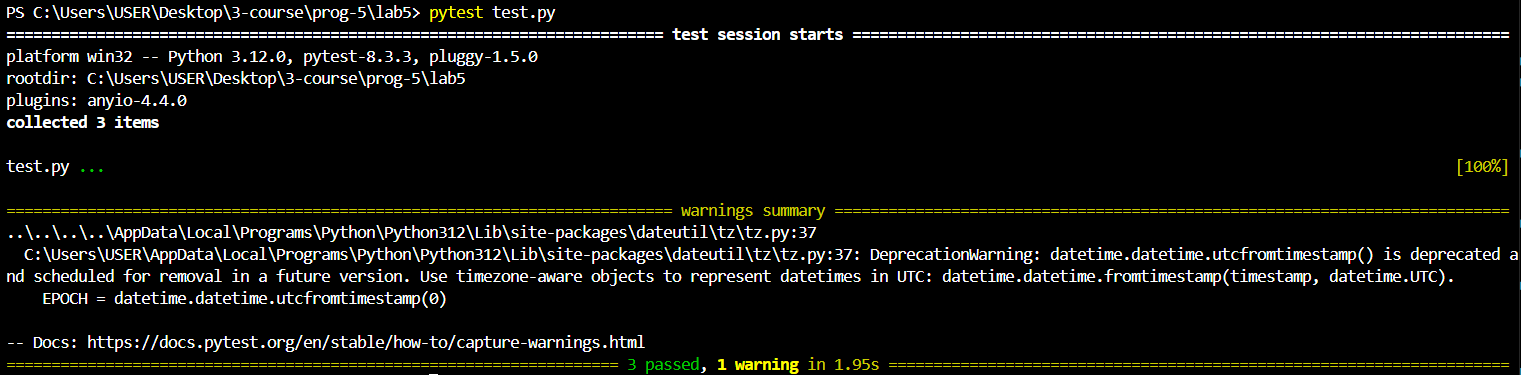 PS C:\Users\USER\Desktop\3-course\prog-5\lab5> pytest test.py
========================================================================= test session starts =========================================================================
platform win32 -- Python 3.12.0, pytest-8.3.3, pluggy-1.5.0
rootdir: C:\Users\USER\Desktop\3-course\prog-5\lab5
plugins: anyio-4.4.0
collected 3 items
test.py ... [100%]
========================================================================== warnings summary ===========================================================================
..\..\..\..\AppData\Local\Programs\Python\Python312\Lib\site-packages\dateutil\tz\tz.py:37
C:\Users\USER\AppData\Local\Programs\Python\Python312\Lib\site-packages\dateutil\tz\tz.py:37: DeprecationWarning: datetime.datetime.utcfromtimestamp() is deprecated a
nd scheduled for removal in a future version. Use timezone-aware objects to represent datetimes in UTC: datetime.datetime.fromtimestamp(timestamp, datetime.UTC).
EPOCH = datetime.datetime.utcfromtimestamp(0)
-- Docs: https://docs.pytest.org/en/stable/how-to/capture-warnings.html
==================================================================== 3 passed, 1 warning in 1.95s =====================================================================